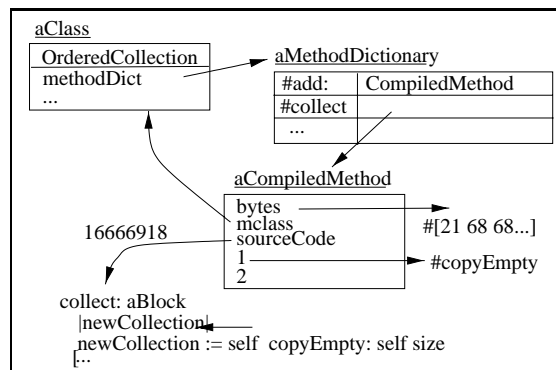 aClass
OrderedCollection
methodDict
...
aMethodDictionary
#add: CompiledMethod
#collect
...
aCompiledMethod
bytes
mclass
sourceCode
1
2
#[21 68 68...]
#copyEmpty
16666918
collect: aBlock
|newCollection|
newCollection := self copyEmpty: self size
[...